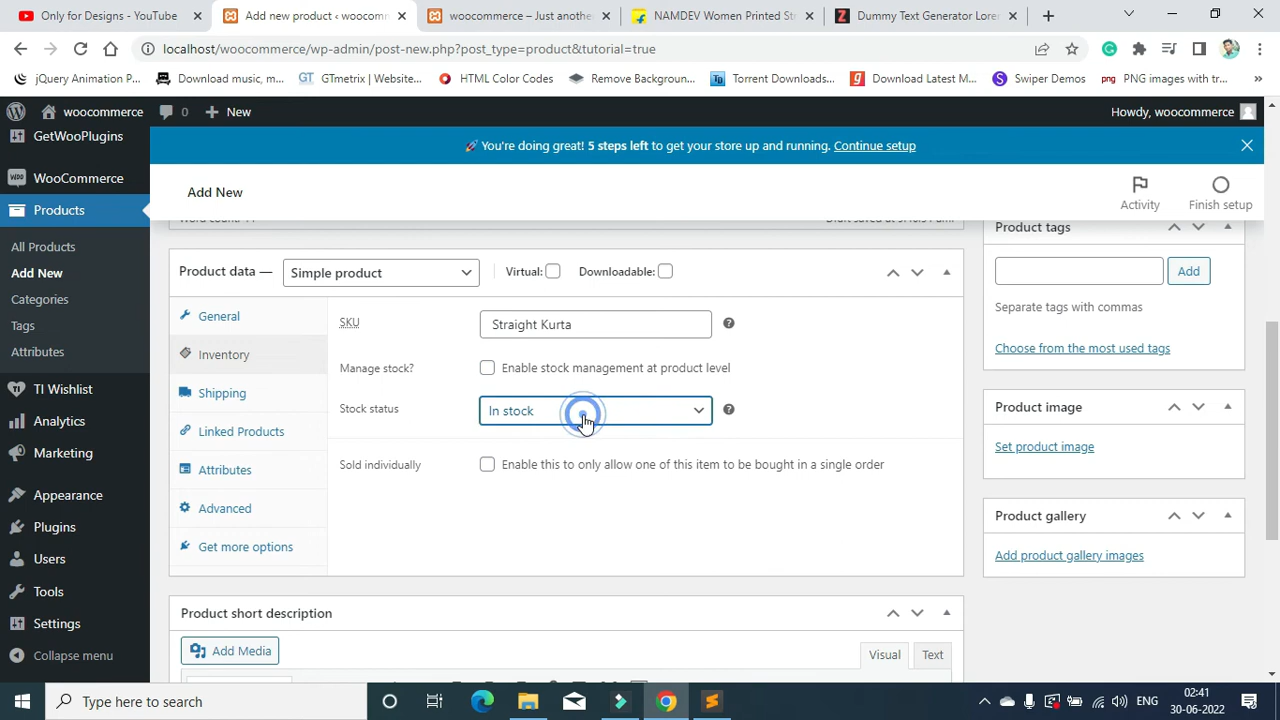 Only for Designs - YouTube
Add new product ‹ woocomm
woocommerce – Just another
NAMDEV Women Printed St
Dummy Text Generator Lore
localhost/woocommerce/wp-admin/post-new.php?post_type=product&tutorial=true
jQuery Animation P...
Download music, m...
GTmetrix | Website...
HTML Color Codes
Remove Backgroun...
Torrent Downloads...
Download Latest M...
Swiper Demos
PNG images with tr...
woocommerce
0
New
Howdy, woocommerce
GetWooPlugins
WooCommerce
Products
All Products
Add New
Categories
Tags
Attributes
TI Wishlist
Analytics
Marketing
Appearance
Plugins
Users
Tools
Settings
Collapse menu
You're doing great! 5 steps left to get your store up and running. Continue setup
Add New
Activity
Finish setup
Product data —
Simple product
Virtual:
Downloadable:
General
Inventory
Shipping
Linked Products
Attributes
Advanced
Get more options
SKU
Straight Kurta
Manage stock?
Enable stock management at product level
Stock status
In stock
Sold individually
Enable this to only allow one of this item to be bought in a single order
Product short description
Add Media
Visual
Text
Product tags
Add
Separate tags with commas
Choose from the most used tags
Product image
Set product image
Product gallery
Add product gallery images
Type here to search
ENG
02:41
30-06-2022